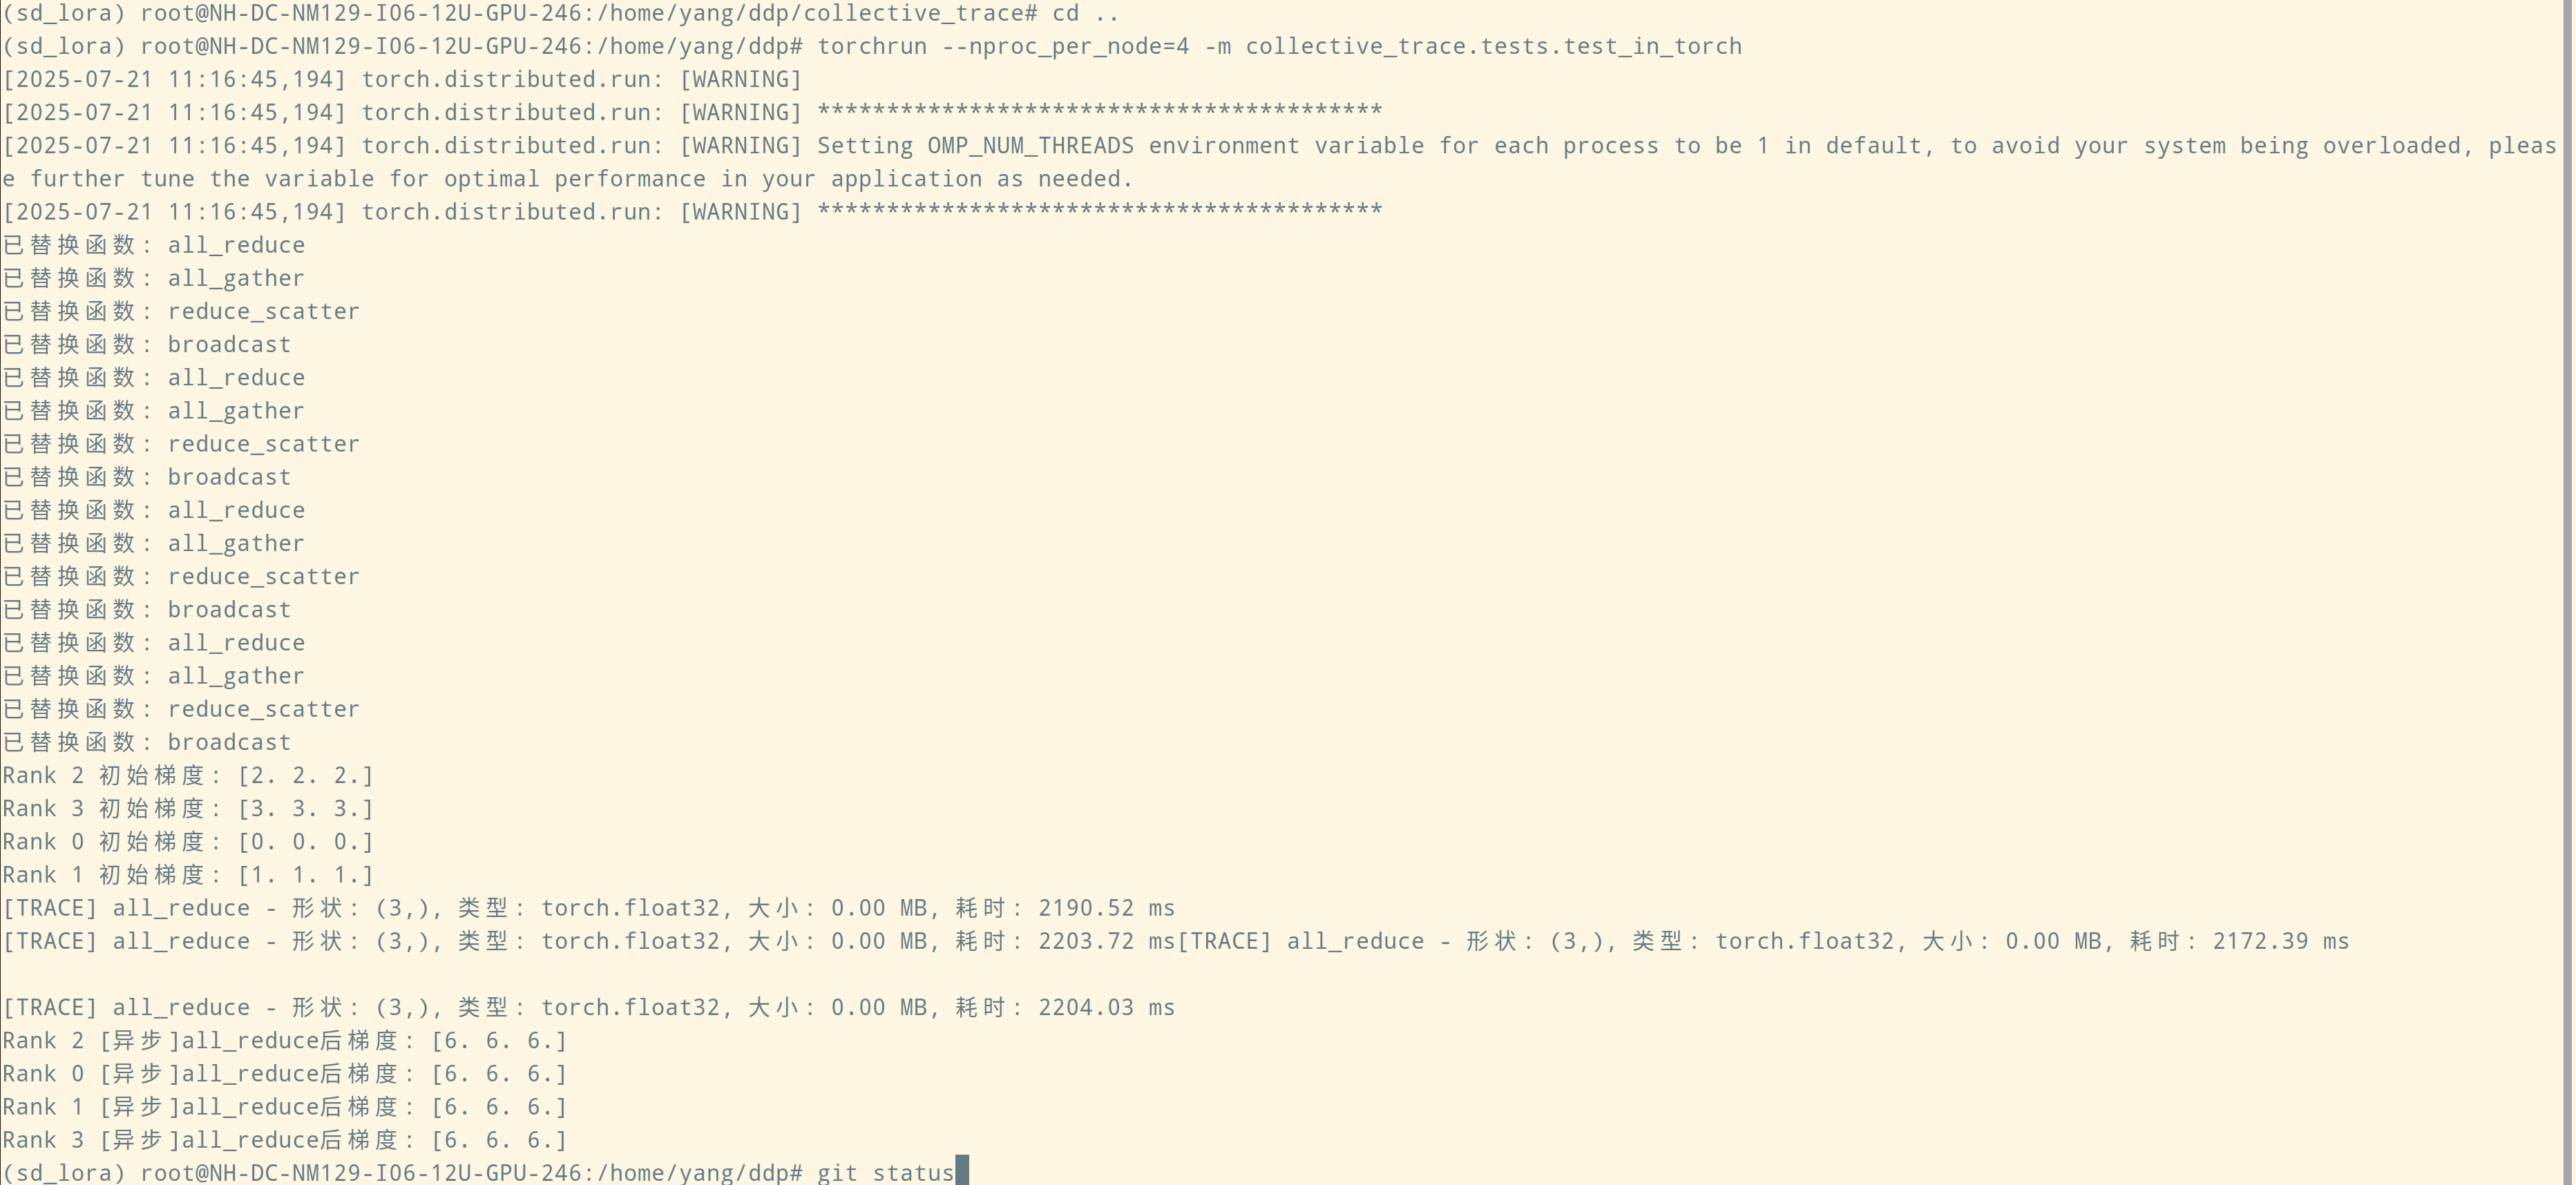 (sd_lora) root@NH-DC-NM129-I06-12U-GPU-246:/home/yang/ddp/collective_trace# cd ..
(sd_lora) root@NH-DC-NM129-I06-12U-GPU-246:/home/yang/ddp# torchrun --nproc_per_node=4 -m collective_trace.tests.test_in_torch
[2025-07-21 11:16:45,194] torch.distributed.run: [WARNING]
[2025-07-21 11:16:45,194] torch.distributed.run: [WARNING] *****************************************
[2025-07-21 11:16:45,194] torch.distributed.run: [WARNING] Setting OMP_NUM_THREADS environment variable for each process to be 1 in default, to avoid your system being overloaded, pleas
e further tune the variable for optimal performance in your application as needed.
[2025-07-21 11:16:45,194] torch.distributed.run: [WARNING] *****************************************
已替换函数: all_reduce
已替换函数: all_gather
已替换函数: reduce_scatter
已替换函数: broadcast
已替换函数: all_reduce
已替换函数: all_gather
已替换函数: reduce_scatter
已替换函数: broadcast
已替换函数: all_reduce
已替换函数: all_gather
已替换函数: reduce_scatter
已替换函数: broadcast
已替换函数: all_reduce
已替换函数: all_gather
已替换函数: reduce_scatter
已替换函数: broadcast
Rank 2 初始梯度: [2. 2. 2.]
Rank 3 初始梯度: [3. 3. 3.]
Rank 0 初始梯度: [0. 0. 0.]
Rank 1 初始梯度: [1. 1. 1.]
[TRACE] all_reduce - 形状: (3,), 类型: torch.float32, 大小: 0.00 MB, 耗时: 2190.52 ms
[TRACE] all_reduce - 形状: (3,), 类型: torch.float32, 大小: 0.00 MB, 耗时: 2203.72 ms[TRACE] all_reduce - 形状: (3,), 类型: torch.float32, 大小: 0.00 MB, 耗时: 2172.39 ms
[TRACE] all_reduce - 形状: (3,), 类型: torch.float32, 大小: 0.00 MB, 耗时: 2204.03 ms
Rank 2 [异步]all_reduce后梯度: [6. 6. 6.]
Rank 0 [异步]all_reduce后梯度: [6. 6. 6.]
Rank 1 [异步]all_reduce后梯度: [6. 6. 6.]
Rank 3 [异步]all_reduce后梯度: [6. 6. 6.]
(sd_lora) root@NH-DC-NM129-I06-12U-GPU-246:/home/yang/ddp# git status